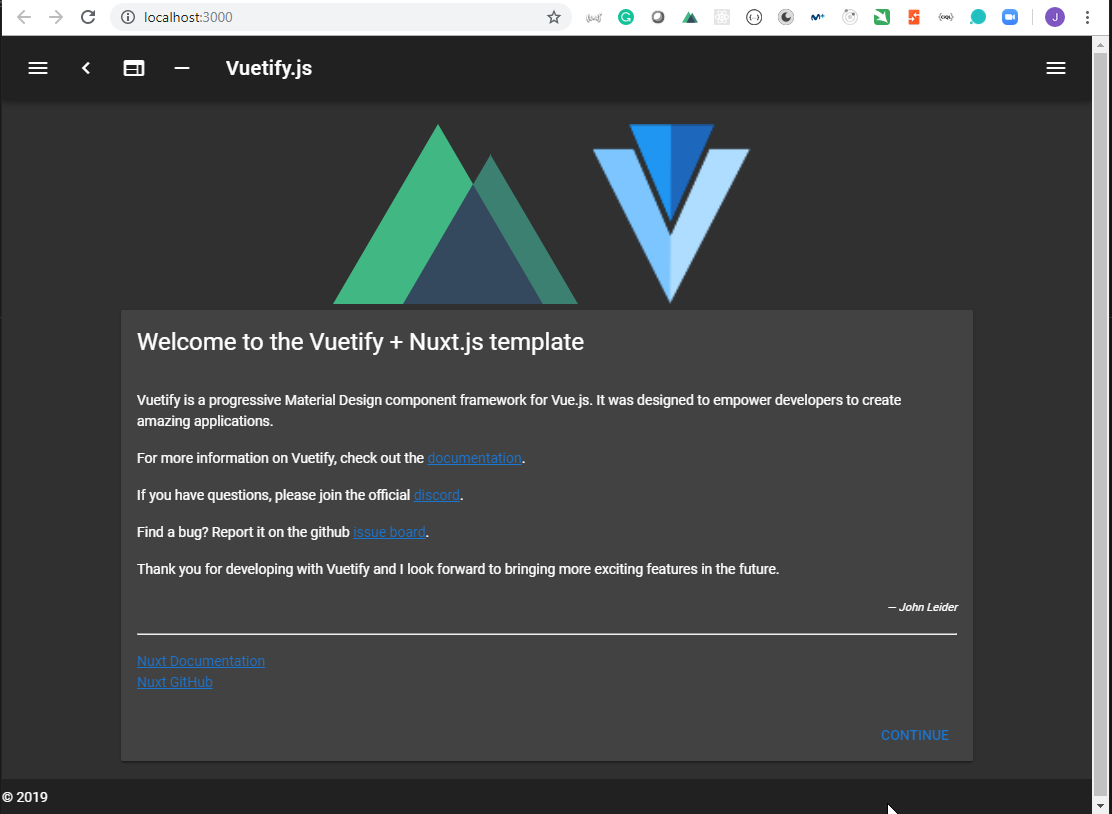 localhost:3000
J
Vuetify.js
Welcome to the Vuetify + Nuxt.js template
Vuetify is a progressive Material Design component framework for Vue.js. It was designed to empower developers to create
amazing applications.
For more information on Vuetify, check out the documentation.
If you have questions, please join the official discord.
Find a bug? Report it on the github issue board.
Thank you for developing with Vuetify and I look forward to bringing more exciting features in the future.
— John Leider
Nuxt Documentation
Nuxt GitHub
CONTINUE
© 2019